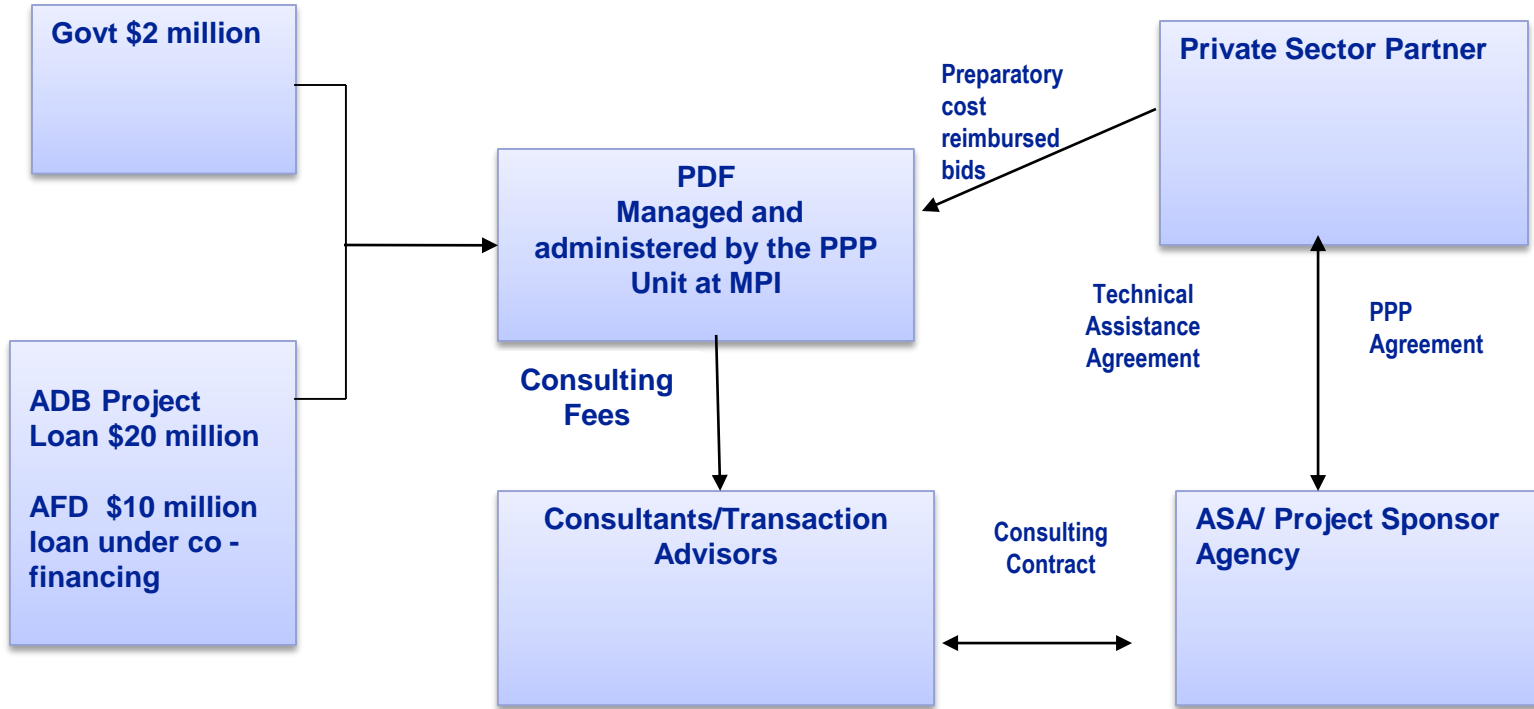 Govt $2 million
ADB Project
Loan $20 million
AFD $10 million
loan under co -
financing
PDF
Managed and
administered by the PPP
Unit at MPI
Preparatory
cost
reimbursed
bids
Private Sector Partner
Consulting
Fees
Technical
Assistance
Agreement
PPP
Agreement
Consultants/Transaction
Advisors
Consulting
Contract
ASA/ Project Sponsor
Agency